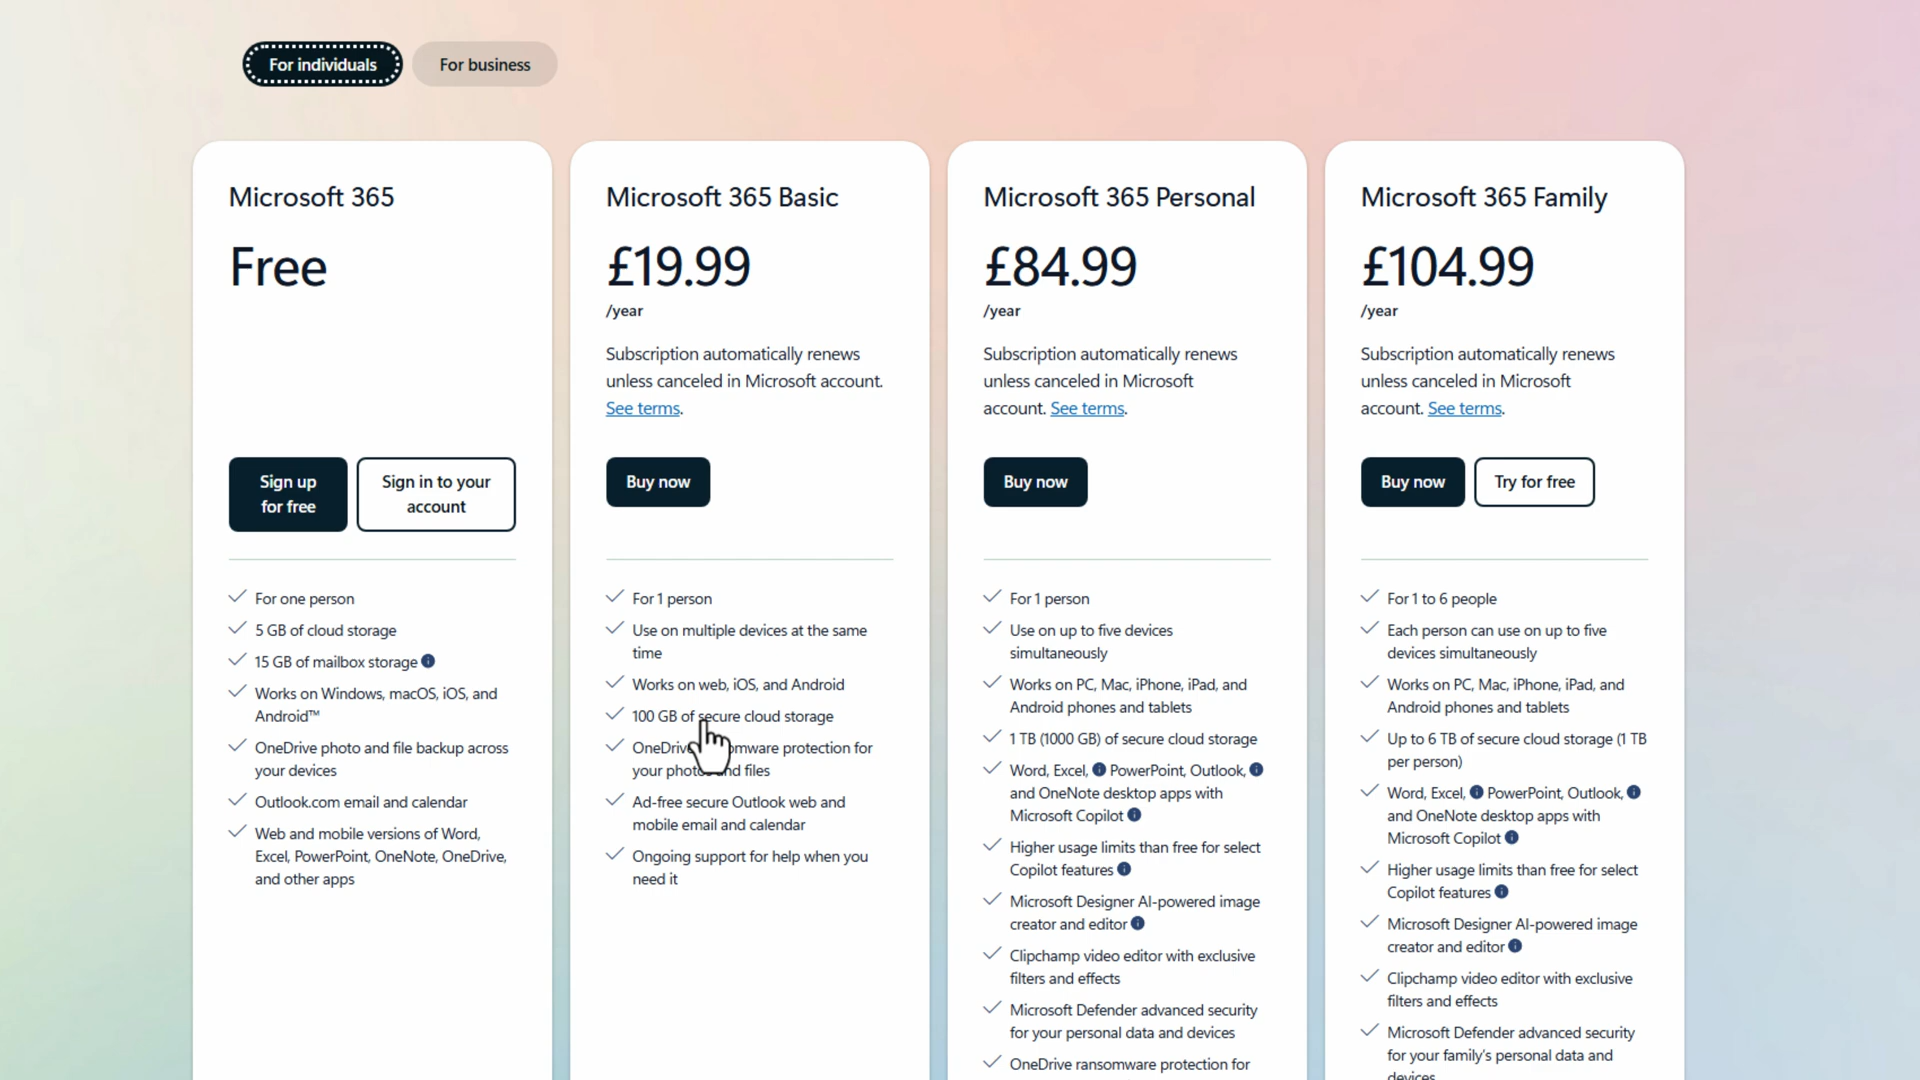 For individuals
For business
Microsoft 365
Free
Sign up
for free
Sign in to your
account
For one person
5 GB of cloud storage
15 GB of mailbox storage
Works on Windows, macOS, iOS, and
Android™
OneDrive photo and file backup across
your devices
Outlook.com email and calendar
Web and mobile versions of Word,
Excel, PowerPoint, OneNote, OneDrive,
and other apps
Microsoft 365 Basic
£19.99
/year
Subscription automatically renews
unless canceled in Microsoft account.
See terms.
Buy now
For 1 person
Use on multiple devices at the same
time
Works on web, iOS, and Android
100 GB of secure cloud storage
OneDrive protection for
your photos and files
Ad-free secure Outlook web and
mobile email and calendar
Ongoing support for help when you
need it
Microsoft 365 Personal
£84.99
/year
Subscription automatically renews
unless canceled in Microsoft
account. See terms.
Buy now
For 1 person
Use on up to five devices
simultaneously
Works on PC, Mac, iPhone, iPad, and
Android phones and tablets
1 TB (1000 GB) of secure cloud storage
Word, Excel, PowerPoint, Outlook,
and OneNote desktop apps with
Microsoft Copilot
Higher usage limits than free for select
Copilot features
Microsoft Designer AI-powered image
creator and editor
Clipchamp video editor with exclusive
filters and effects
Microsoft Defender advanced security
for your personal data and devices
OneDrive ransomware protection for
Microsoft 365 Family
£104.99
/year
Subscription automatically renews
unless canceled in Microsoft
account. See terms.
Buy now
Try for free
For 1 to 6 people
Each person can use on up to five
devices simultaneously
Works on PC, Mac, iPhone, iPad, and
Android phones and tablets
Up to 6 TB of secure cloud storage (1 TB
per person)
Word, Excel, PowerPoint, Outlook,
and OneNote desktop apps with
Microsoft Copilot
Higher usage limits than free for select
Copilot features
Microsoft Designer AI-powered image
creator and editor
Clipchamp video editor with exclusive
filters and effects
Microsoft Defender advanced security
for your family's personal data and
devices